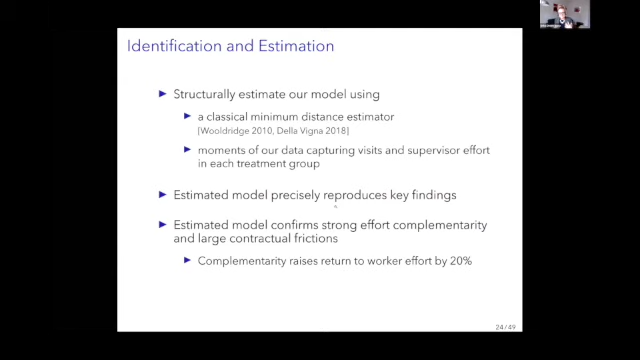 Identification and Estimation
Structurally estimate our model using
a classical minimum distance estimator
[Wooldridge 2010, Della Vigna 2018]
moments of our data capturing visits and supervisor effort
in each treatment group
Estimated model precisely reproduces key findings
Estimated model confirms strong effort complementarity
and large contractual frictions
Complementarity raises return to worker effort by 20%
24/49